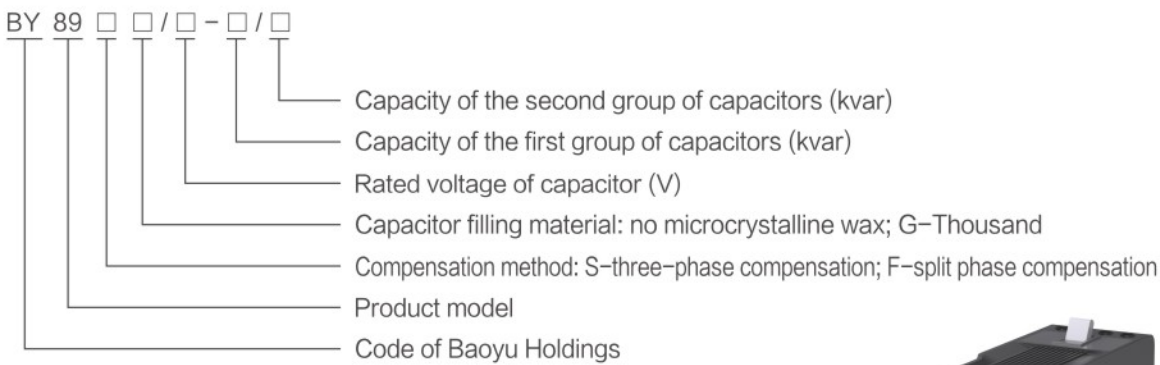 BY 89 □ □ / □ - □ / □
Capacity of the second group of capacitors (kvar)
Capacity of the first group of capacitors (kvar)
Rated voltage of capacitor (V)
Capacitor filling material: no microcrystalline wax; G-Thousand
Compensation method: S-three-phase compensation; F-split phase compensation
Product model
Code of Baoyu Holdings